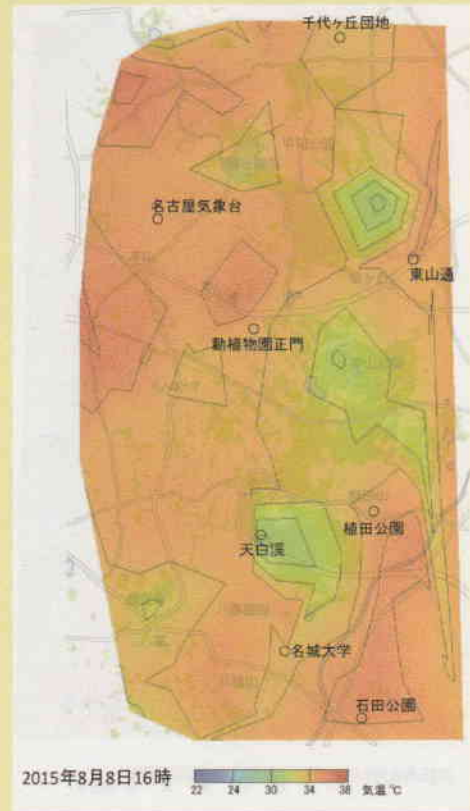 千代ヶ丘団地
名古屋気象台
東山通
動植物園正門
植田公園
天白渓
名城大学
石田公園
2015年8月8日16時
22 24 30 34 38 気温 ℃